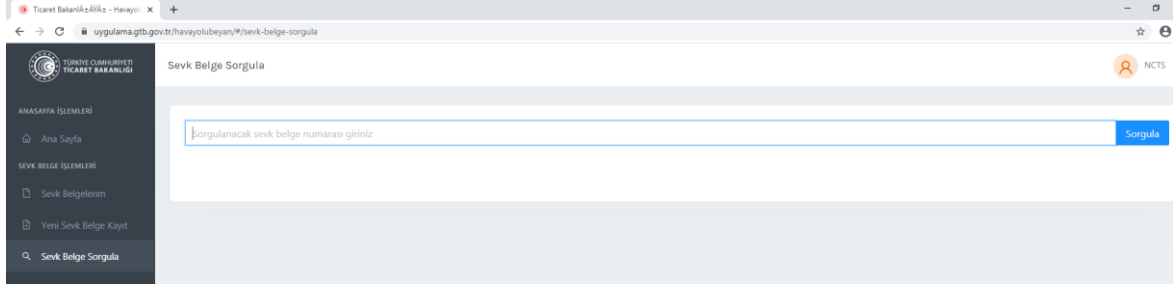 Ticaret BakanlÄ±ÄŸÄ± - Havayol
uygulama.gtb.gov.tr/havayolubeyan/#/sevk-belge-sorgula
TÜRKİYE CUMHURİYETİ
TİCARET BAKANLIĞI
Sevk Belge Sorgula
NCTS
ANASAYFA İŞLEMLERİ
Ana Sayfa
Sorgulanacak sevk belge numarası giriniz
Sorgula
SEVK BELGE İŞLEMLERİ
Sevk Belgelerim
Yeni Sevk Belge Kayıt
Sevk Belge Sorgula